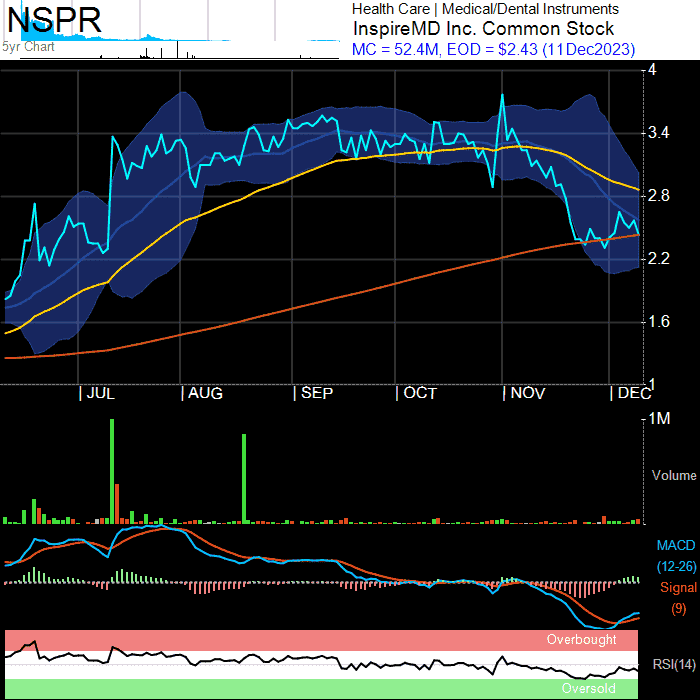 NSPR
5yr Chart
Health Care | Medical/Dental Instruments
InspireMD Inc. Common Stock
MC = 52.4M, EOD = $2.43 (11Dec2023)
4
3.4
2.8
2.2
1.6
1
| JUL | AUG | SEP | OCT | NOV | DEC
1M
Volume
MACD
(12-26)
Signal
(9)
Overbought
RSI(14)
Oversold